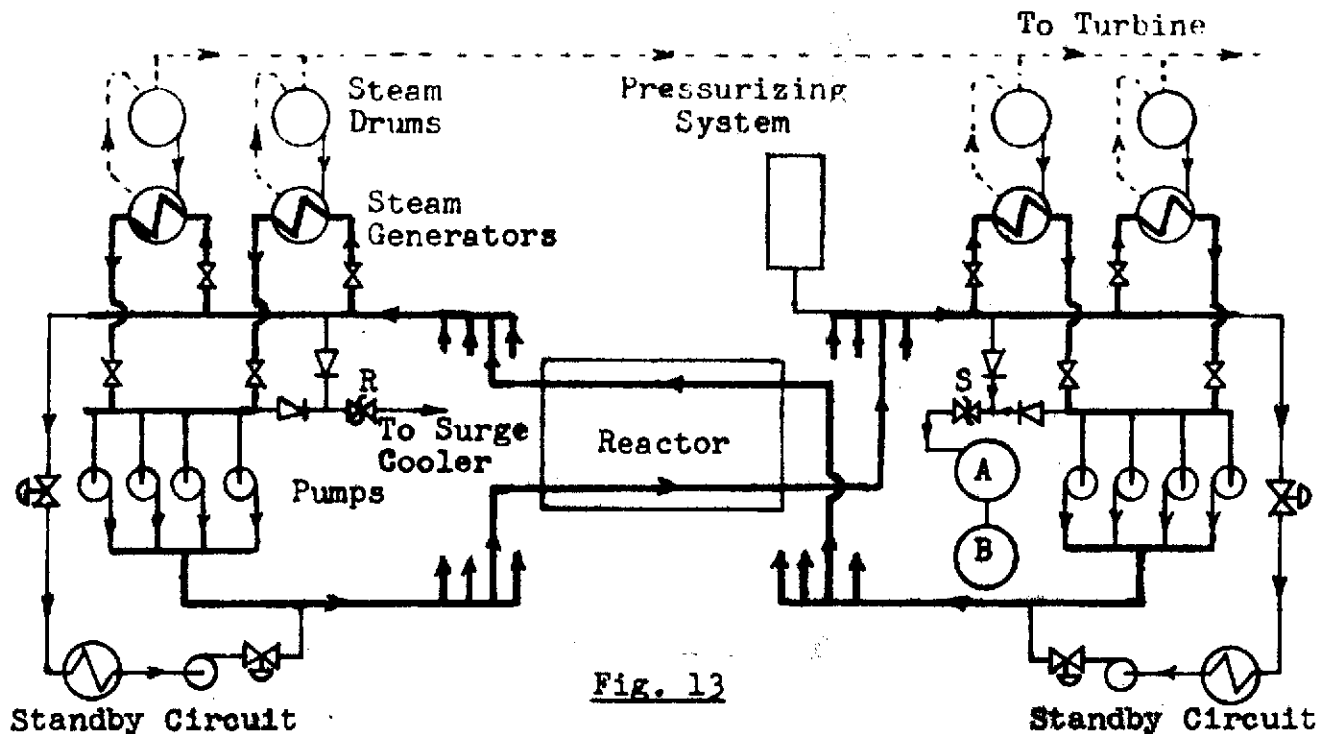 To Turbine
Steam
Drums
Pressurizing
System
Steam
Generators
R
To Surge
Cooler
Reactor
S
A
B
Pumps
Fig. 13
Standby Circuit
Standby Circuit